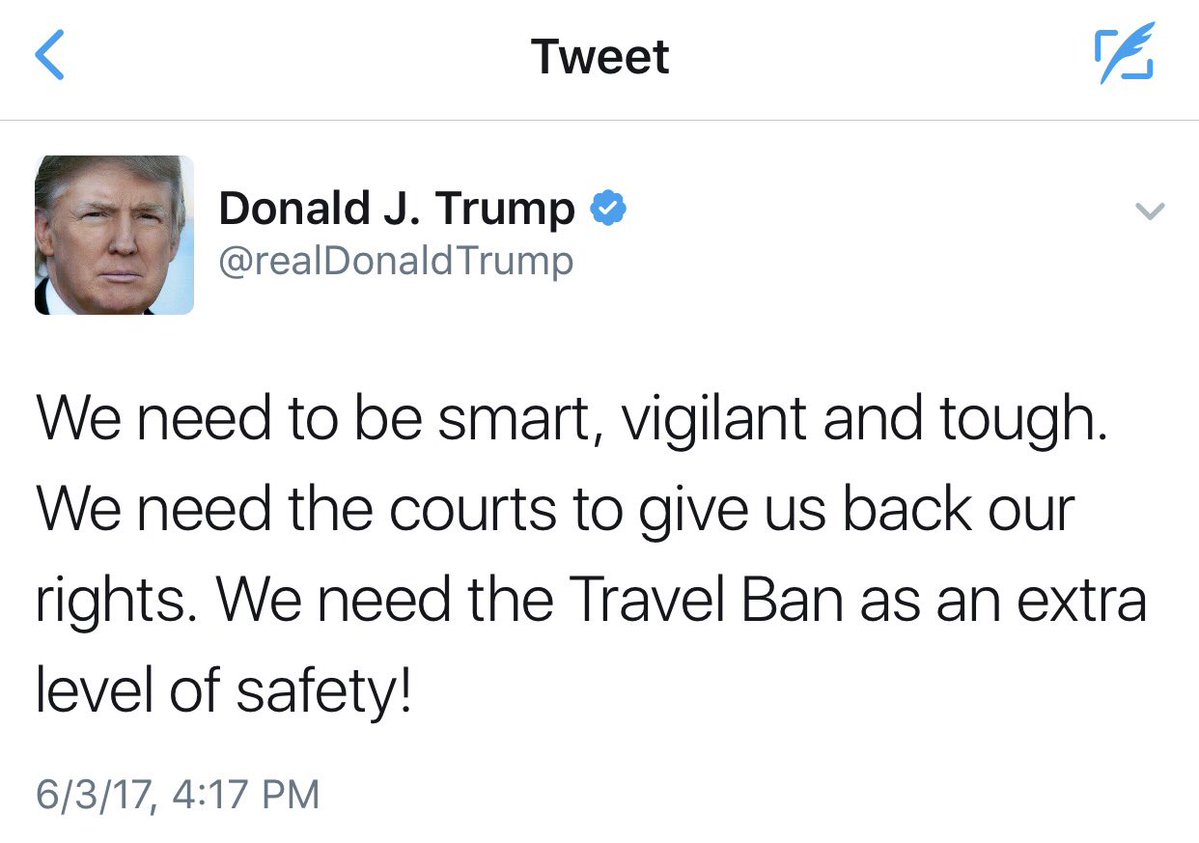 Tweet
Donald J. Trump
@realDonaldTrump
We need to be smart, vigilant and tough.
We need the courts to give us back our
rights. We need the Travel Ban as an extra
level of safety!
6/3/17, 4:17 PM